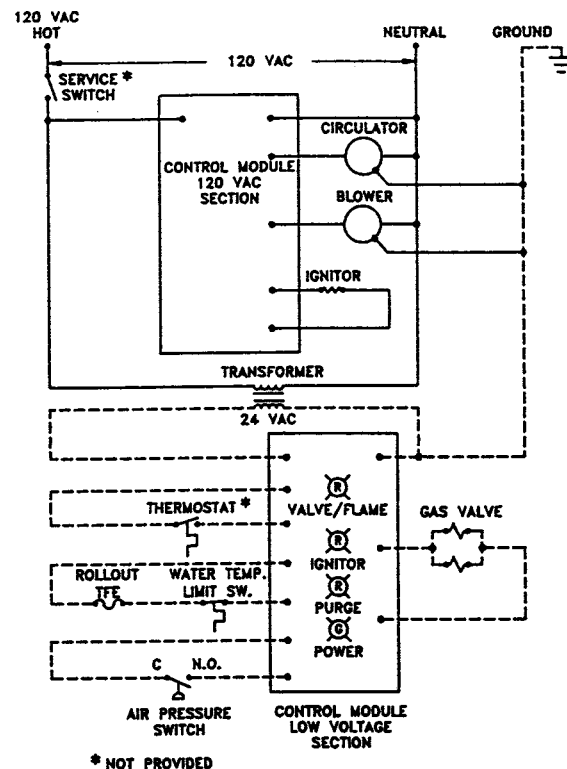 120 VAC
HOT
NEUTRAL
GROUND
120 VAC
SERVICE *
SWITCH
CIRCULATOR
CONTROL MODULE
120 VAC
SECTION
BLOWER
IGNITOR
TRANSFORMER
24 VAC
THERMOSTAT *
R
VALVE/FLAME
GAS VALVE
R
IGNITOR
ROLLOUT
TFE
WATER TEMP.
LIMIT SW.
R
PURGE
G
POWER
C N.O.
AIR PRESSURE
SWITCH
CONTROL MODULE
LOW VOLTAGE
SECTION
* NOT PROVIDED